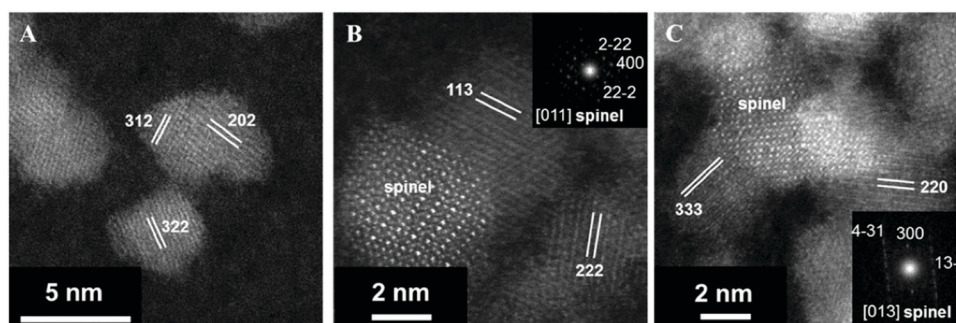 A
312
202
322
5 nm
B
2-22
400
22-2
[011] spinel
113
spinel
222
2 nm
C
spinel
333
220
4-31
300
13-
[013] spinel
2 nm